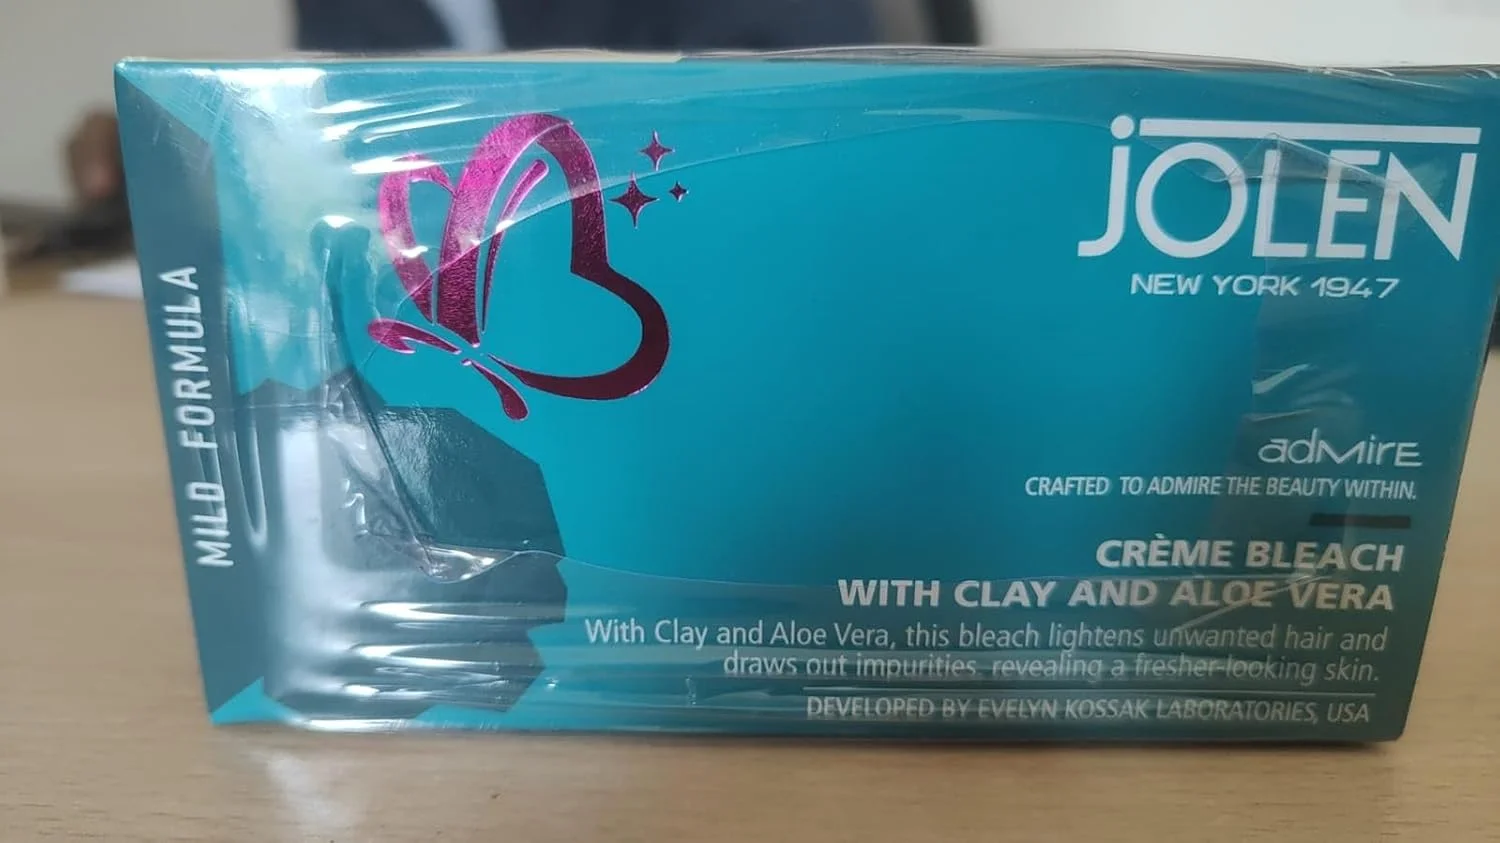 MILD FORMULA
JOLEN
NEW YORK 1947
admire
CRAFTED TO ADMIRE THE BEAUTY WITHIN.
CRÈME BLEACH
WITH CLAY AND ALOE VERA
With Clay and Aloe Vera, this bleach lightens unwanted hair and
draws out impurities, revealing a fresher-looking skin.
DEVELOPED BY EVELYN KOSSAK LABORATORIES, USA